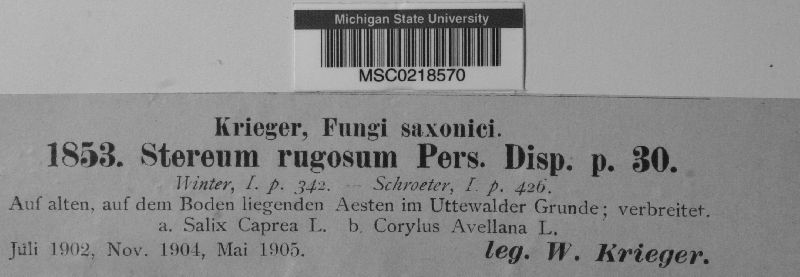 Michigan State University
MSC0218570
Krieger, Fungi saxonici.
1853. Stereum rugosum Pers. Disp. p. 30.
Winter, I. p. 342. — Schroeter, I. p. 426.
Auf alten, auf dem Boden liegenden Aesten im Uttewalder Grunde; verbreitet.
a. Salix Caprea L. b. Corylus Avellana L.
Juli 1902, Nov. 1904, Mai 1905. leg. W. Krieger.